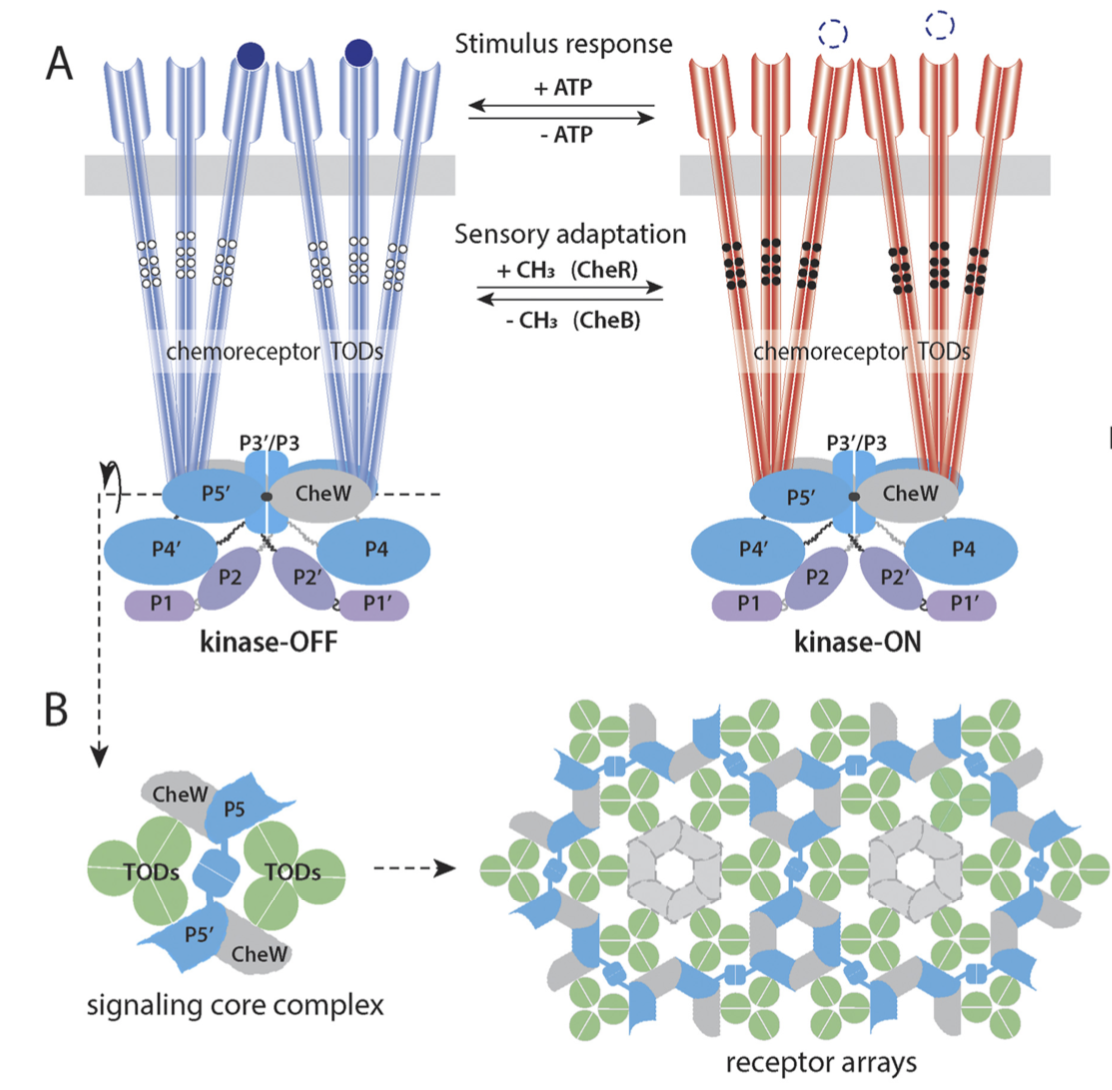 A
Stimulus response
+ ATP
- ATP
Sensory adaptation
+ CH₃ (CheR)
- CH₃ (CheB)
chemoreceptor TODs
chemoreceptor TODs
P3′/P3
P5′
CheW
P4′
P4
P2
P2′
P1
P1′
kinase-OFF
P3′/P3
P5′
CheW
P4′
P4
P2
P2′
P1
P1′
kinase-ON
B
CheW
P5
TODs
TODs
P5′
CheW
signaling core complex
receptor arrays